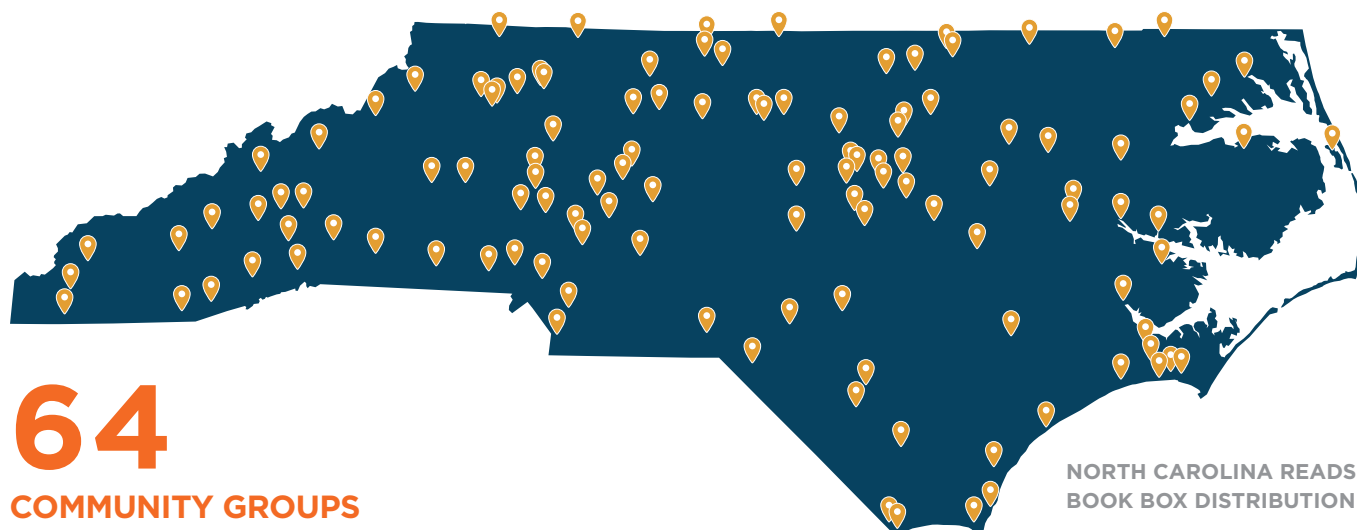 64
COMMUNITY GROUPS
NORTH CAROLINA READS
BOOK BOX DISTRIBUTION